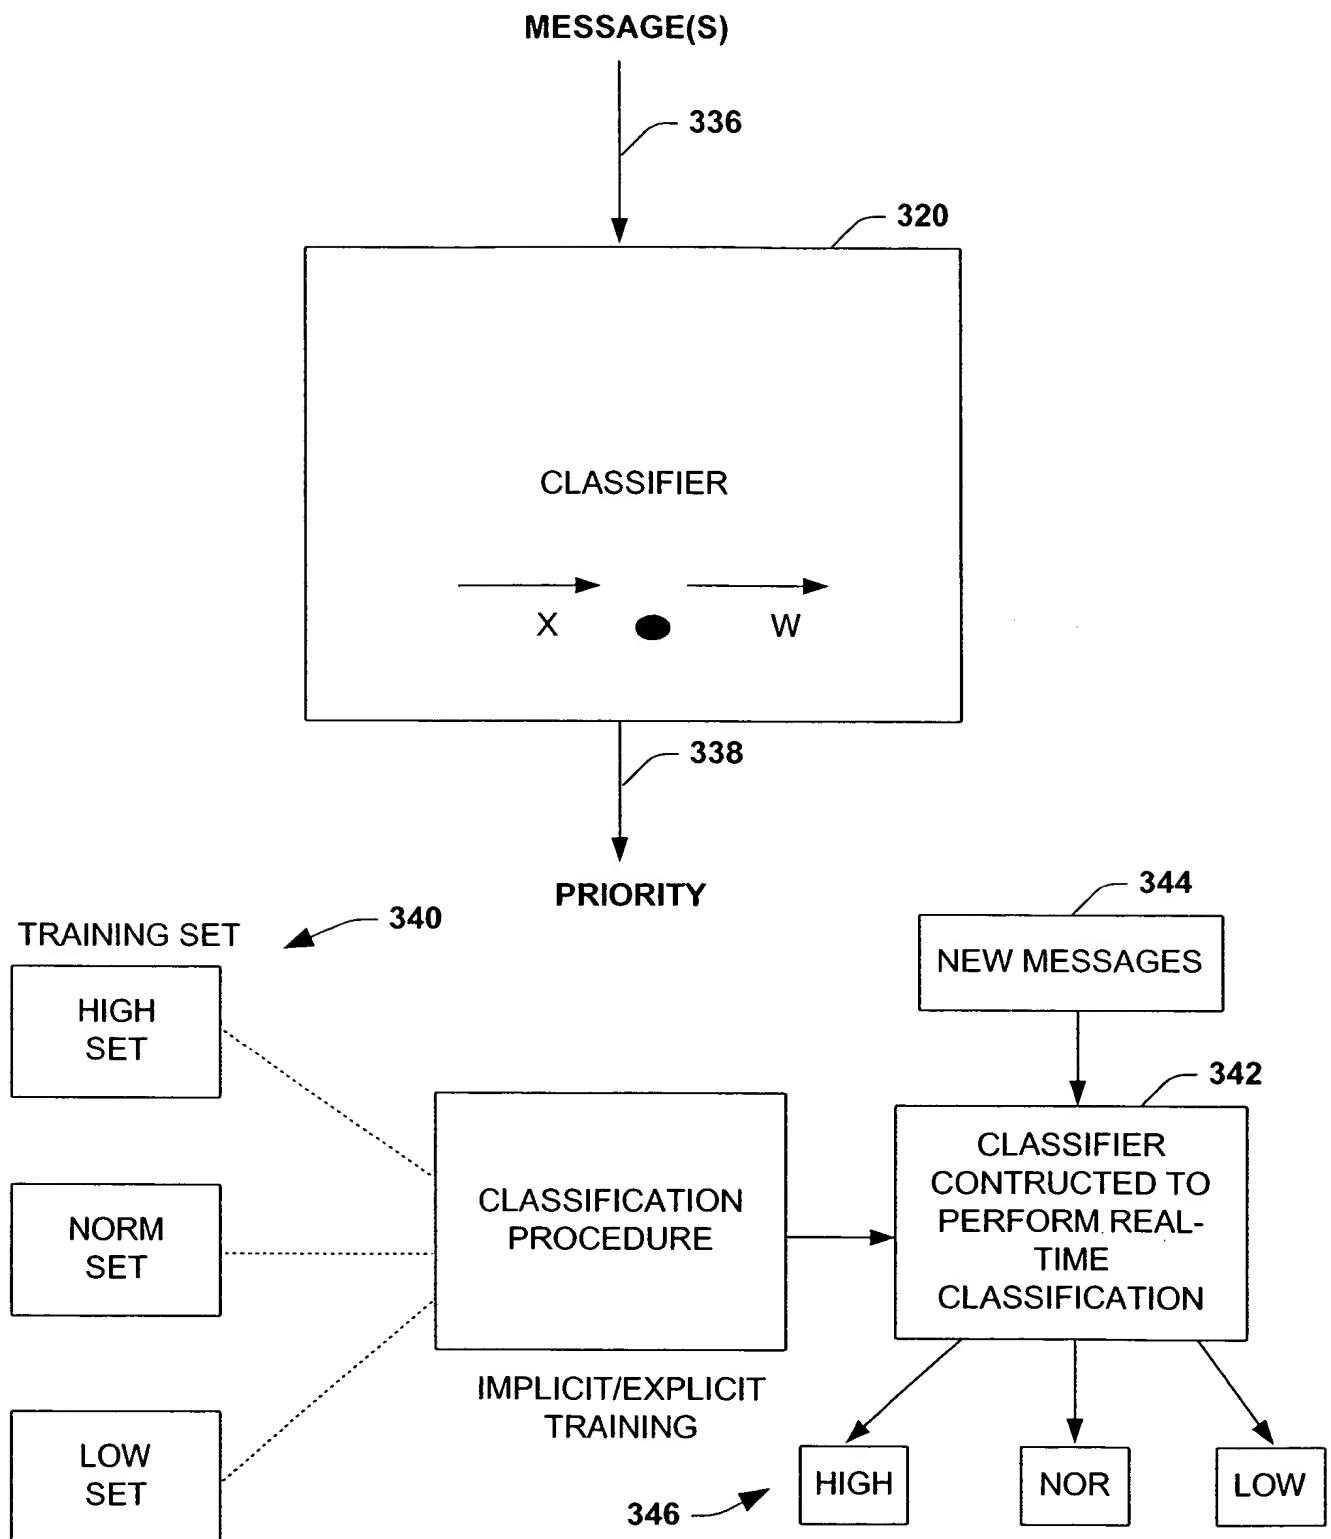 MESSAGE(S)
336
320
CLASSIFIER
X
W
338
PRIORITY
340
TRAINING SET
HIGH
SET
NORM
SET
LOW
SET
CLASSIFICATION
PROCEDURE
IMPLICIT/EXPLICIT
TRAINING
344
NEW MESSAGES
342
CLASSIFIER
CONTRUCTED TO
PERFORM REAL-
TIME
CLASSIFICATION
346
HIGH
NOR
LOW